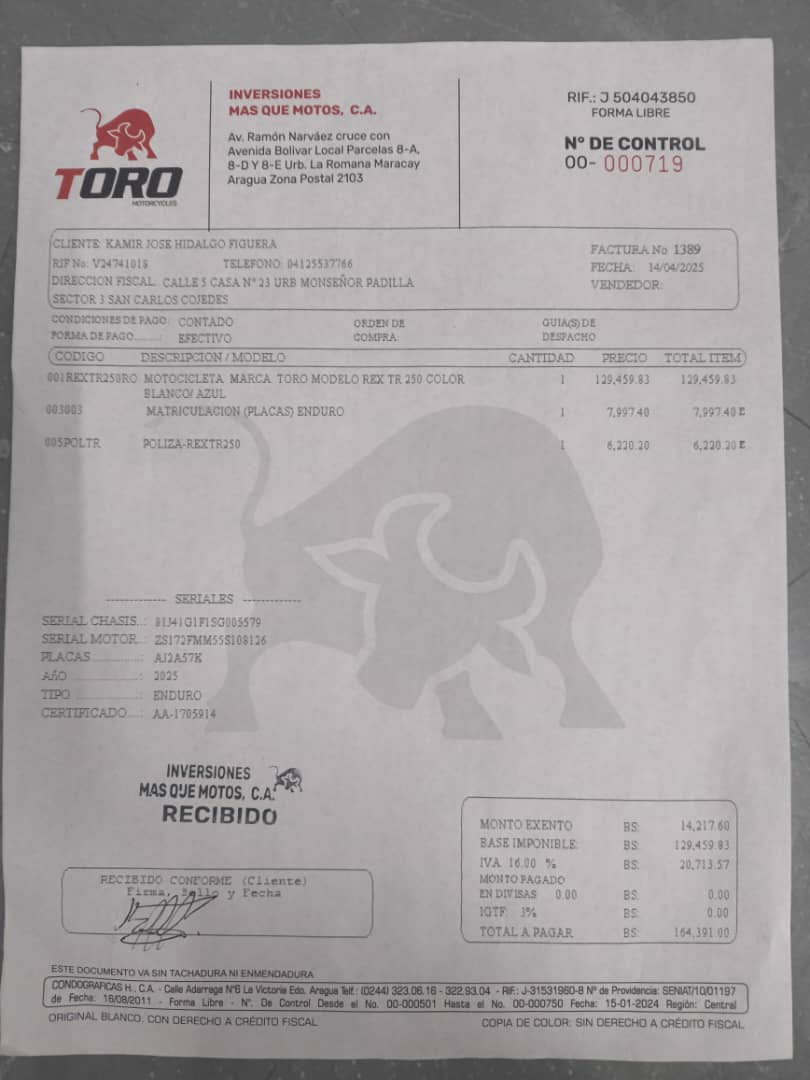 TORO
MOTORCYCLES
INVERSIONES
MAS QUE MOTOS, C.A.
Av. Ramón Narváez cruce con
Avenida Bolivar Local Parcelas 8-A,
8-D Y 8-E Urb. La Romana Maracay
Aragua Zona Postal 2103
RIF.: J 504043850
FORMA LIBRE
N° DE CONTROL
00- 000719
CLIENTE: KAMIR JOSE HIDALGO FIGUERA
RIF No: V24741018 TELEFONO: 04125537766
DIRECCION FISCAL: CALLE 5 CASA Nº 23 URB MONSEÑOR PADILLA
SECTOR 3 SAN CARLOS COJEDES
FACTURA No 1389
FECHA: 14/04/2025
VENDEDOR:
CONDICIONES DE PAGO: CONTADO ORDEN DE GUIA(S) DE
FORMA DE PAGO.........: EFECTIVO COMPRA: DESPACHO
CODIGO DESCRIPCION / MODELO CANTIDAD PRECIO TOTAL ITEM
001REXTR250RO MOTOCICLETA MARCA TORO MODELO REX TR 250 COLOR 1 129,459.83 129,459.83
BLANCO/ AZUL
003003 MATRICULACION (PLACAS) ENDURO 1 7,997.40 7,997.40 E
005POLTR POLIZA-REXTR250 1 6,220.20 6,220.20 E
-------------- SERIALES -------------
SERIAL CHASIS..: 81J41G1F1SG005579
SERIAL MOTOR...: ZS172FMM55S109126
PLACAS..............: AJ2A57K
AÑO ..................: 2025
TIPO ..................: ENDURO
CERTIFICADO....: AA-1705914
INVERSIONES
MAS QUE MOTOS, C.A.
RECIBIDO
RECIBIDO CONFORME (Cliente)
Firma, Sello y Fecha
MONTO EXENTO BS: 14,217.60
BASE IMPONIBLE: BS: 129,459.83
IVA 16.00 % BS: 20,713.57
MONTO PAGADO
EN DIVISAS 0.00 BS: 0.00
IGTF: 3% BS: 0.00
TOTAL A PAGAR BS: 164,391.00
ESTE DOCUMENTO VA SIN TACHADURA NI ENMENDADURA
CONDOGRAFICAS H., C.A. - Calle Adarraga N°6 La Victoria Edo. Aragua Telf.: (0244) 323.06.16 - 322.93.04 - RIF.: J-31531960-8 N° de Providencia: SENIAT/10/01197
de Fecha: 16/08/2011 - Forma Libre - N°. De Control Desde el No. 00-000501 Hasta el No. 00-000750 Fecha: 15-01-2024 Región: Central
ORIGINAL BLANCO: CON DERECHO A CRÉDITO FISCAL
COPIA DE COLOR: SIN DERECHO A CRÉDITO FISCAL